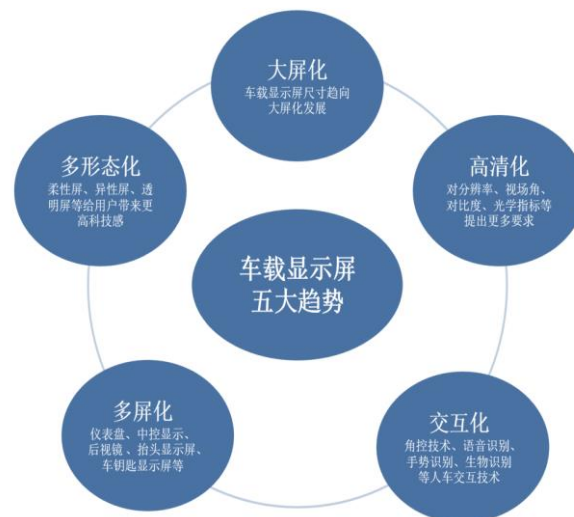 大屏化
车载显示屏尺寸趋向
大屏化发展
高清化
对分辨率、视场角、
对比度、光学指标等
提出更多要求
交互化
角控技术、语音识别、
手势识别、生物识别
等人车交互技术
多屏化
仪表盘、中控显示、
后视镜、抬头显示屏、
车钥匙显示屏等
多形态化
柔性屏、异性屏、透
明屏等给用户带来更
高科技感
车载显示屏
五大趋势